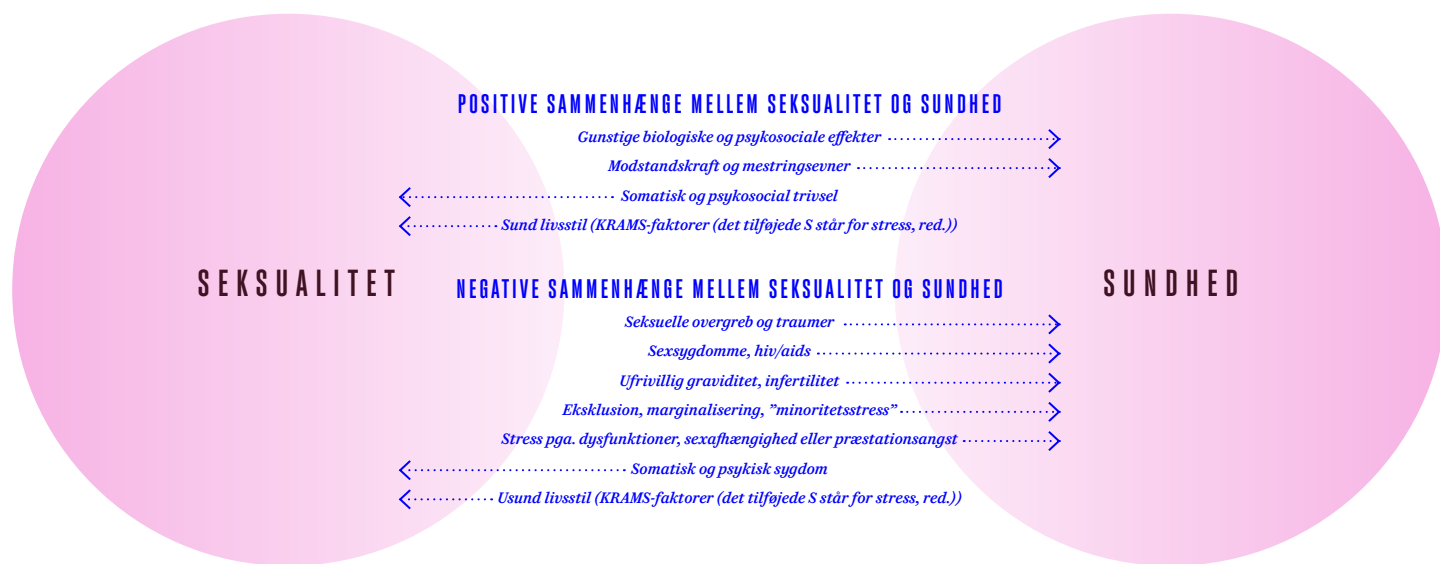 POSITIVE SAMMENHÆNGE MELLEM SEKSUALITET OG SUNDHED
Gunstige biologiske og psykosociale effekter
Modstandskraft og mestringsevner
Somatisk og psykosocial trivsel
Sund livsstil (KRAMS-faktorer (det tilføjede S står for stress, red.))
SEKSUALITET
SUNDHED
NEGATIVE SAMMENHÆNGE MELLEM SEKSUALITET OG SUNDHED
Seksuelle overgreb og traumer
Sexsygdomme, hiv/aids
Ufrivillig graviditet, infertilitet
Eksklusion, marginalisering, ”minoritetsstress”
Stress pga. dysfunktioner, sexafhængighed eller præstationsangst
Somatisk og psykisk sygdom
Usund livsstil (KRAMS-faktorer (det tilføjede S står for stress, red.))